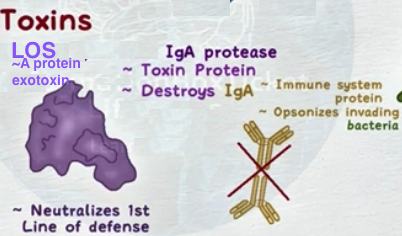 Toxins
LOS
~A protein
exotoxin
IgA protease
~ Toxin Protein
~ Destroys IgA
~ Immune system
protein
~ Opsonizes invading
bacteria
~ Neutralizes 1st
Line of defense